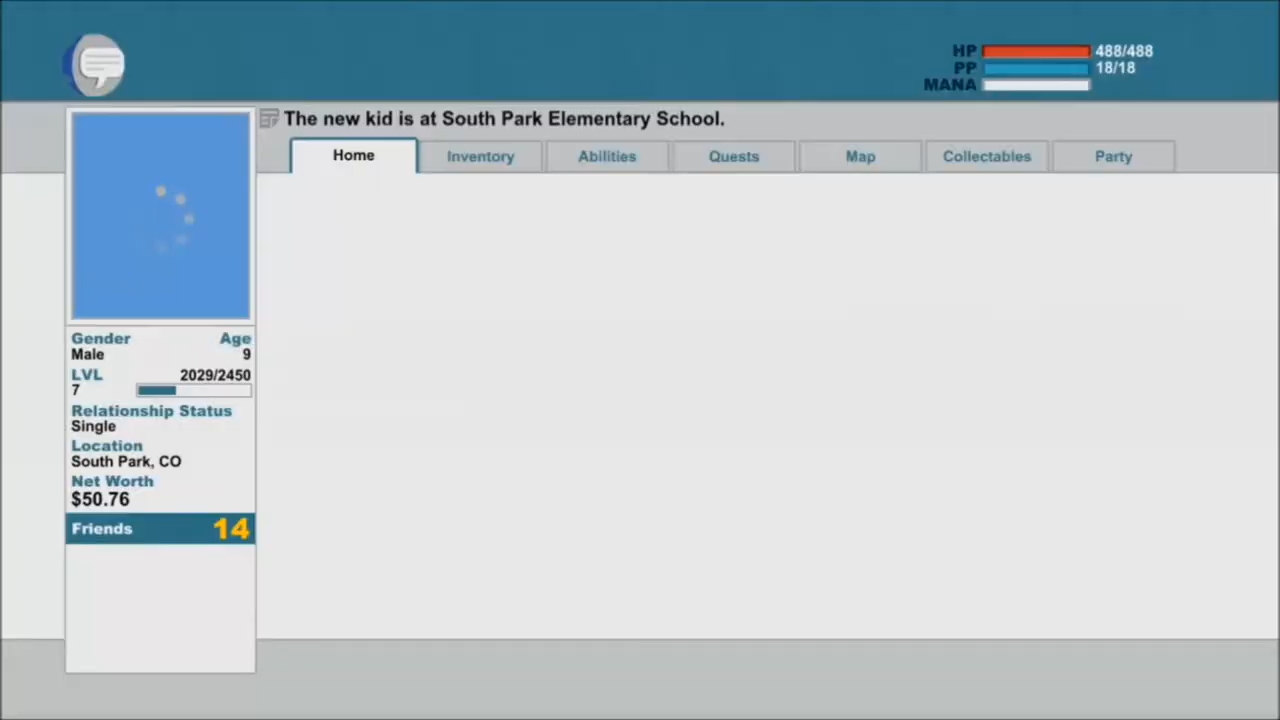 HP 488/488
PP 18/18
MANA
The new kid is at South Park Elementary School.
Home Inventory Abilities Quests Map Collectables Party
Gender Age
Male 9
LVL 2029/2450
7
Relationship Status
Single
Location
South Park, CO
Net Worth
$50.76
Friends 14